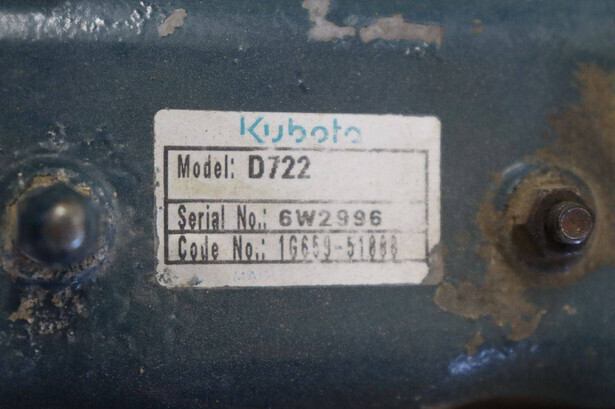 Kubota
Model: D722
Serial No.: 6W2996
Code No.: 1G659-51000